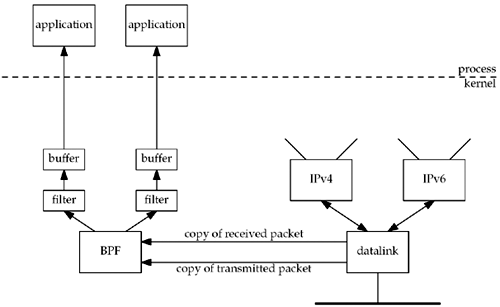 application
application
process
kernel
buffer
buffer
filter
filter
IPv4
IPv6
copy of received packet
BPF
datalink
copy of transmitted packet